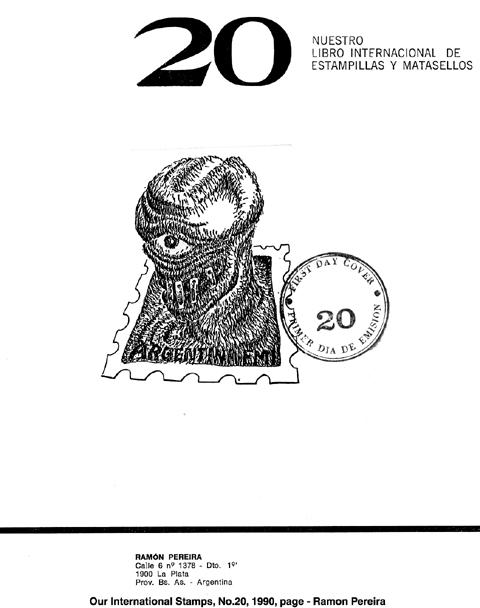 20
NUESTRO
LIBRO INTERNACIONAL DE
ESTAMPILLAS Y MATASELLOS
FIRST DAY COVER
20
PRIMER DIA DE EMISION
RAMÓN PEREIRA
Calle 6 nº 1378 - Dto. 1º
1900 La Plata
Prov. Bs. As. - Argentina
Our International Stamps, No.20, 1990, page - Ramon Pereira